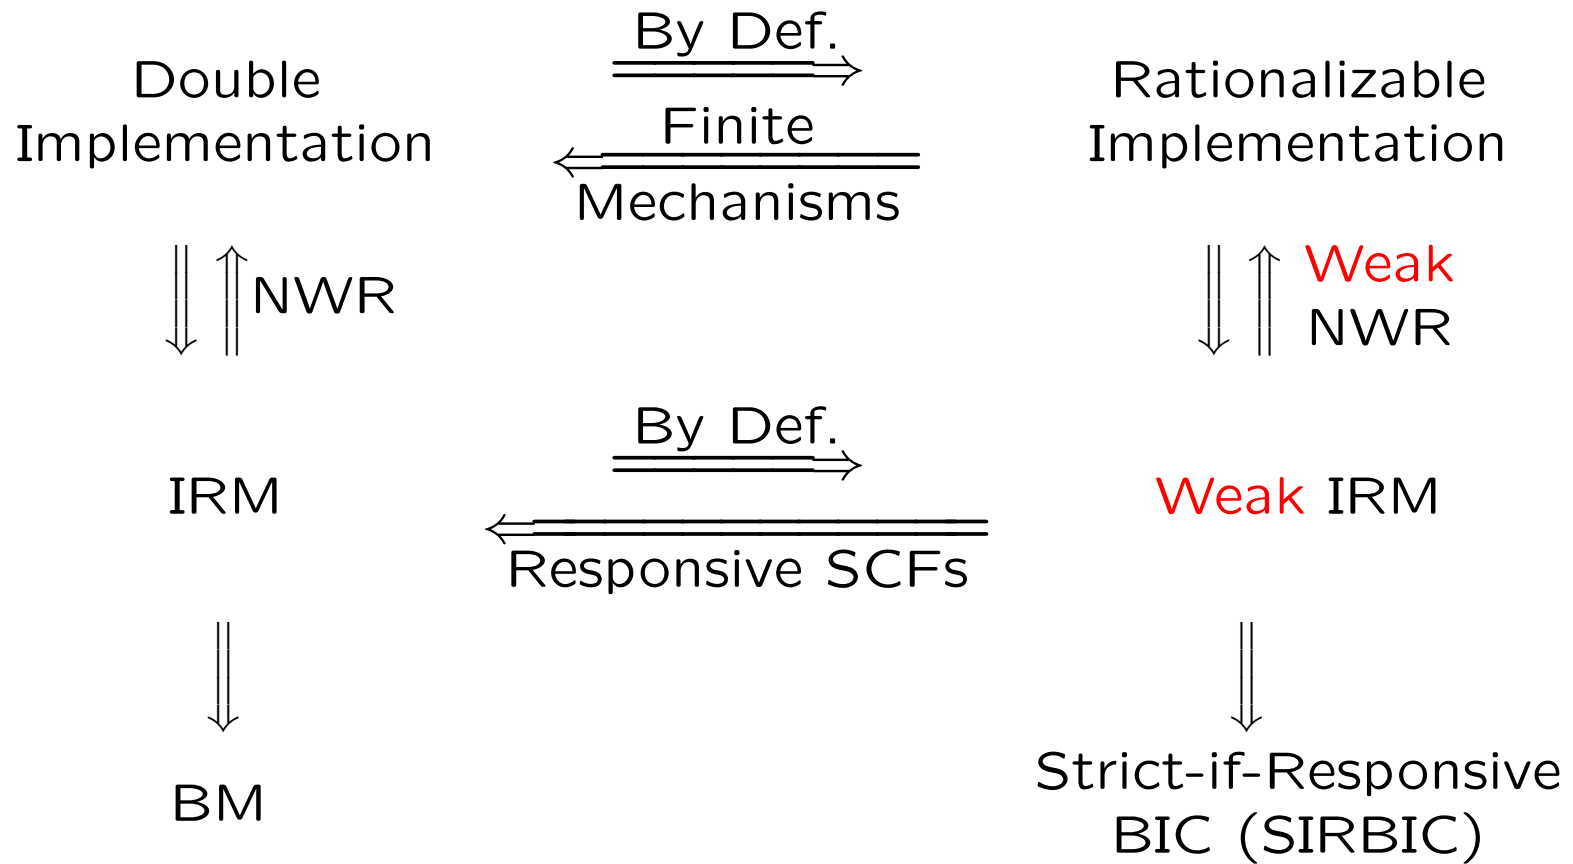 By Def.
Double
Implementation
Rationalizable
Implementation
Finite
Mechanisms
NWR
Weak
NWR
By Def.
IRM
Weak IRM
Responsive SCFs
BM
Strict-if-Responsive
BIC (SIRBIC)